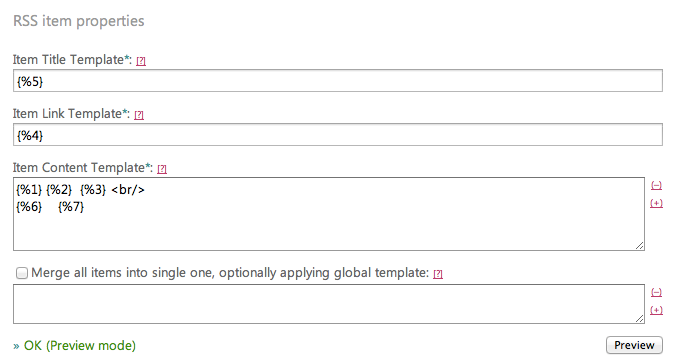 RSS item properties
Item Title Template*: [?]
{%5}
Item Link Template*: [?]
{%4}
Item Content Template*: [?]
{%1} {%2} {%3} <br/>
{%6} {%7}
(–)
(+)
Merge all items into single one, optionally applying global template: [?]
(–)
(+)
» OK (Preview mode)
Preview